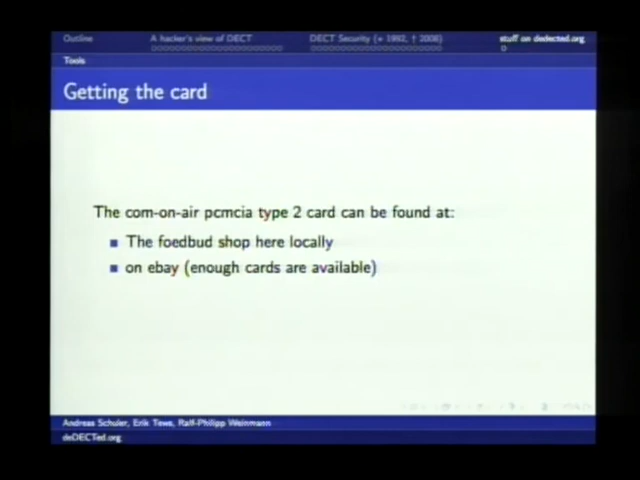 Outline
A hacker's view of DECT
DECT Security (* 1992, † 2008)
stuff on dedected.org
Tools
Getting the card
The com-on-air pcmcia type 2 card can be found at:
The foedbud shop here locally
on ebay (enough cards are available)
Andreas Schuler, Erik Tews, Ralf-Philipp Weinmann
deDECTed.org